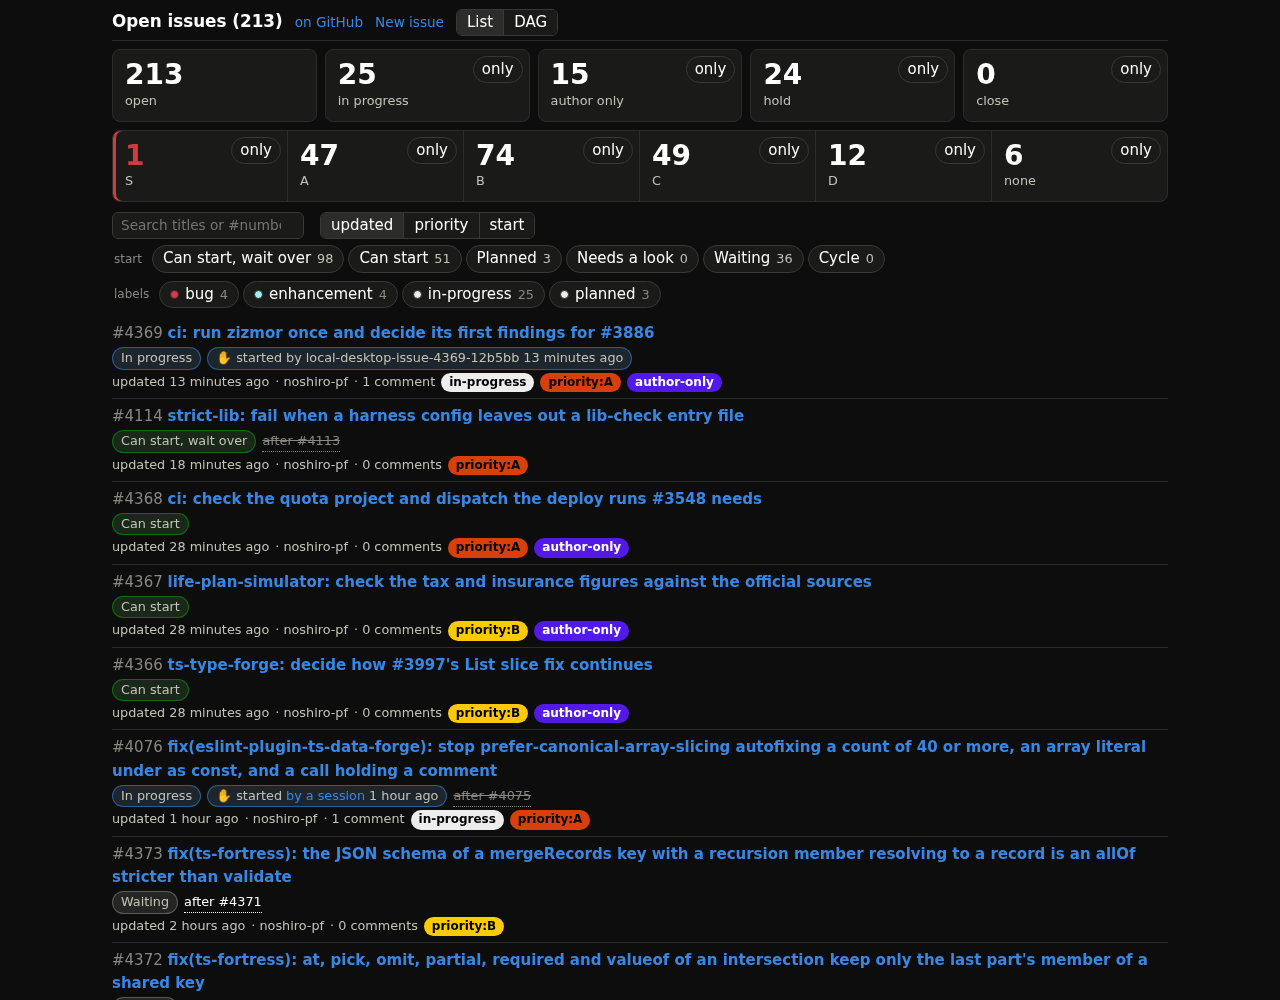 Open issues (213) on GitHub New issue List DAG
213 open
25 in progress only
15 author only only
24 hold only
0 close only
1 S only
47 A only
74 B only
49 C only
12 D only
6 none only
Search titles or #numb updated priority start
start Can start, wait over 98 Can start 51 Planned 3 Needs a look 0 Waiting 36 Cycle 0
labels bug 4 enhancement 4 in-progress 25 planned 3
#4369 ci: run zizmor once and decide its first findings for #3886
In progress ✋ started by local-desktop-issue-4369-12b5bb 13 minutes ago
updated 13 minutes ago · noshiro-pf · 1 comment in-progress priority:A author-only
#4114 strict-lib: fail when a harness config leaves out a lib-check entry file
Can start, wait over after #4113
updated 18 minutes ago · noshiro-pf · 0 comments priority:A
#4368 ci: check the quota project and dispatch the deploy runs #3548 needs
Can start
updated 28 minutes ago · noshiro-pf · 0 comments priority:A author-only
#4367 life-plan-simulator: check the tax and insurance figures against the official sources
Can start
updated 28 minutes ago · noshiro-pf · 0 comments priority:B author-only
#4366 ts-type-forge: decide how #3997's List slice fix continues
Can start
updated 28 minutes ago · noshiro-pf · 0 comments priority:B author-only
#4076 fix(eslint-plugin-ts-data-forge): stop prefer-canonical-array-slicing autofixing a count of 40 or more, an array literal
under as const, and a call holding a comment
In progress ✋ started by a session 1 hour ago after #4075
updated 1 hour ago · noshiro-pf · 1 comment in-progress priority:A
#4373 fix(ts-fortress): the JSON schema of a mergeRecords key with a recursion member resolving to a record is an allOf
stricter than validate
Waiting after #4371
updated 2 hours ago · noshiro-pf · 0 comments priority:B
#4372 fix(ts-fortress): at, pick, omit, partial, required and valueof of an intersection keep only the last part's member of a
shared key